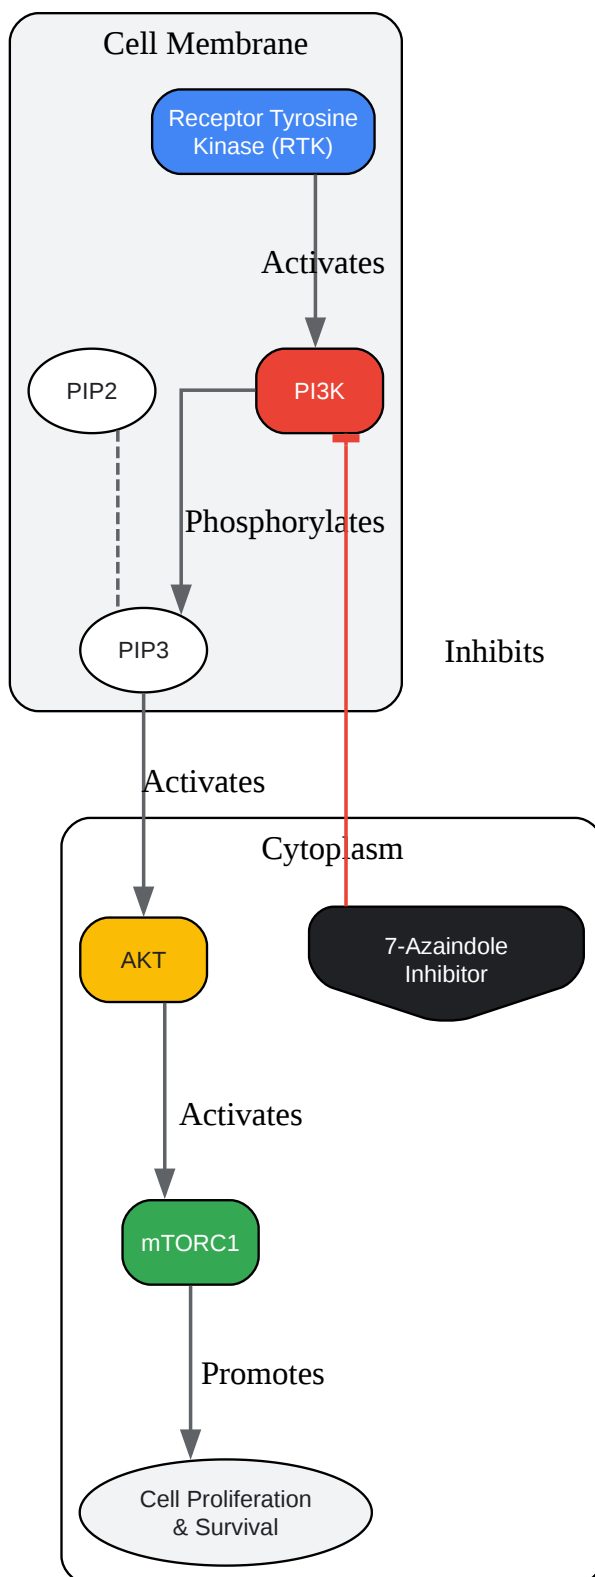 Cell Membrane
Receptor Tyrosine
Kinase (RTK)
Activates
PIP2
PI3K
Phosphorylates
PIP3
Inhibits
Activates
Cytoplasm
AKT
7-Azaindole
Inhibitor
Activates
mTORC1
Promotes
Cell Proliferation
& Survival